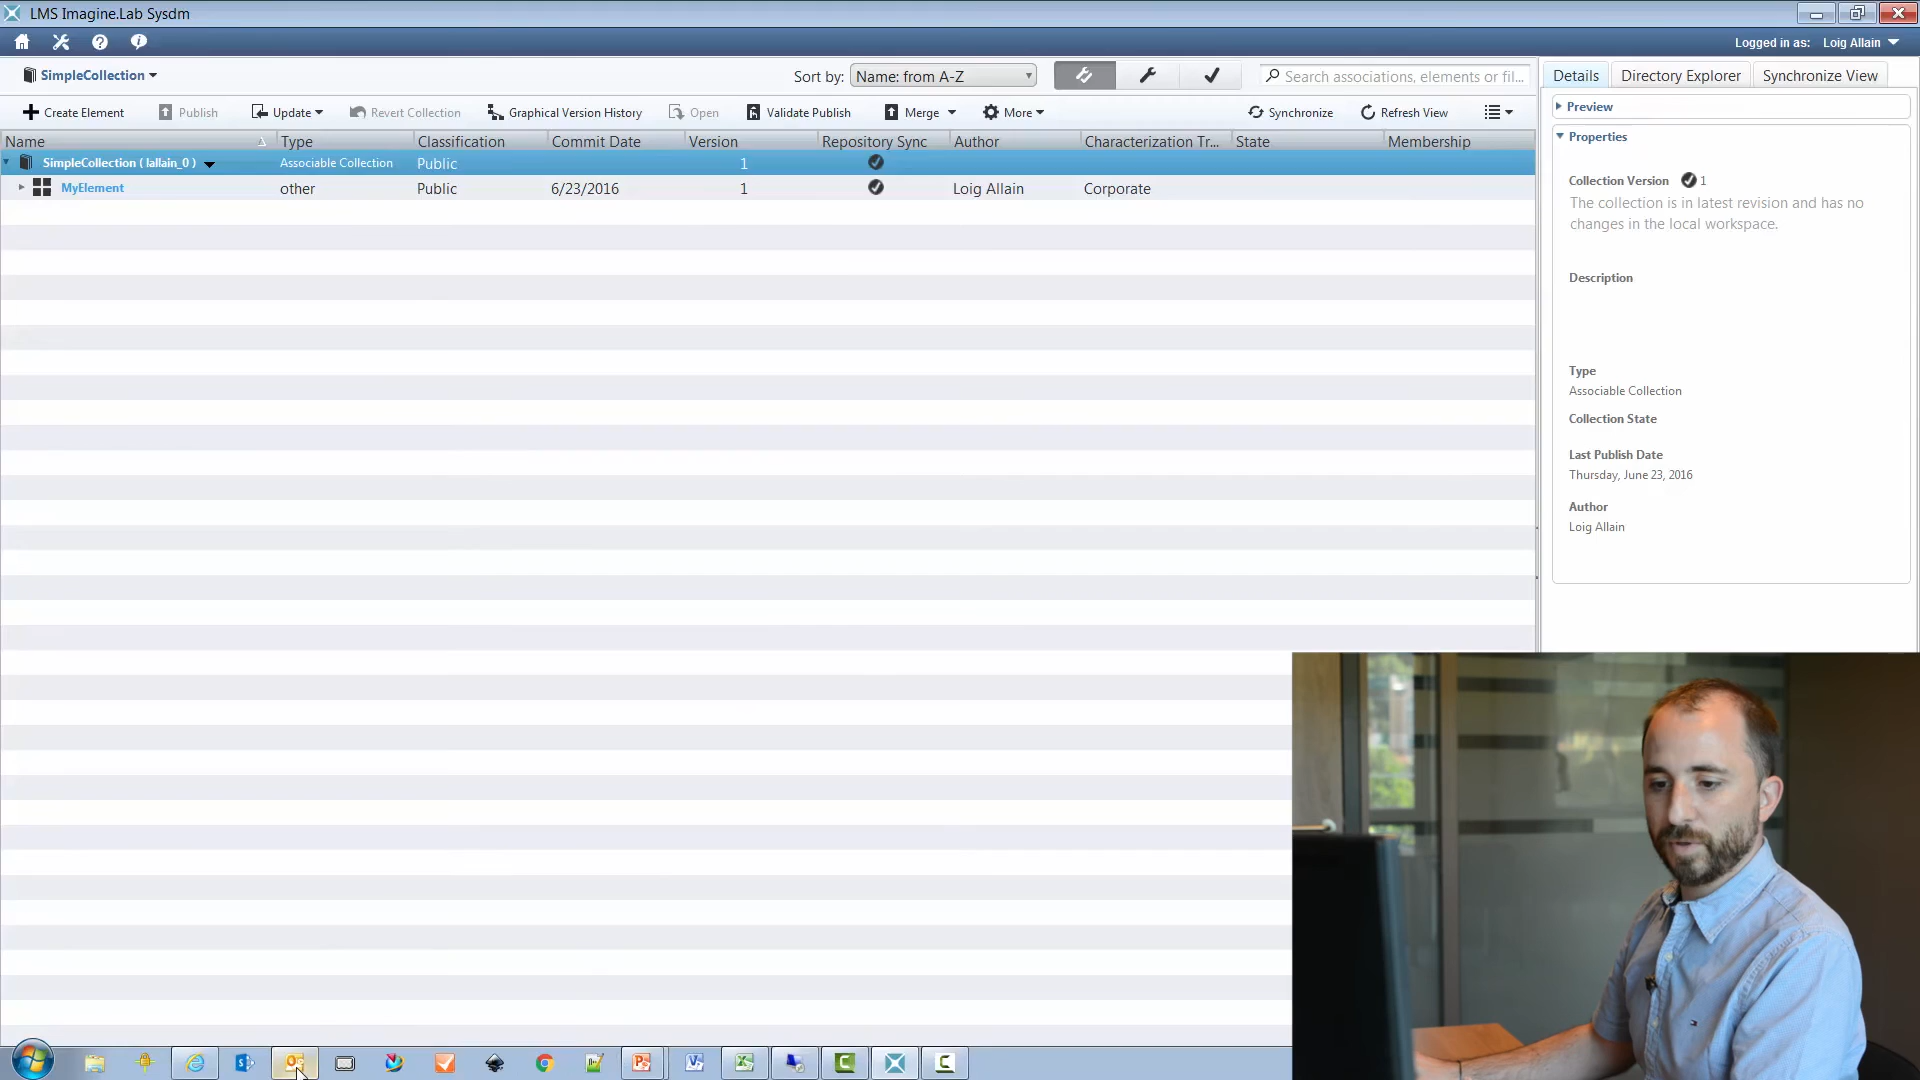 LMS Imagine.Lab Sysdm
Logged in as: Loig Allain
SimpleCollection
Sort by: Name: from A-Z
Search associations, elements or fil...
Details Directory Explorer Synchronize View
Create Element Publish Update Revert Collection Graphical Version History Open Validate Publish Merge More Synchronize Refresh View
Preview
Name Type Classification Commit Date Version Repository Sync Author Characterization Tr... State Membership
Properties
SimpleCollection ( lallain_0 ) Associable Collection Public 1
MyElement other Public 6/23/2016 1 Loig Allain Corporate
Collection Version 1
The collection is in latest revision and has no
changes in the local workspace.
Description
Type
Associable Collection
Collection State
Last Publish Date
Thursday, June 23, 2016
Author
Loig Allain